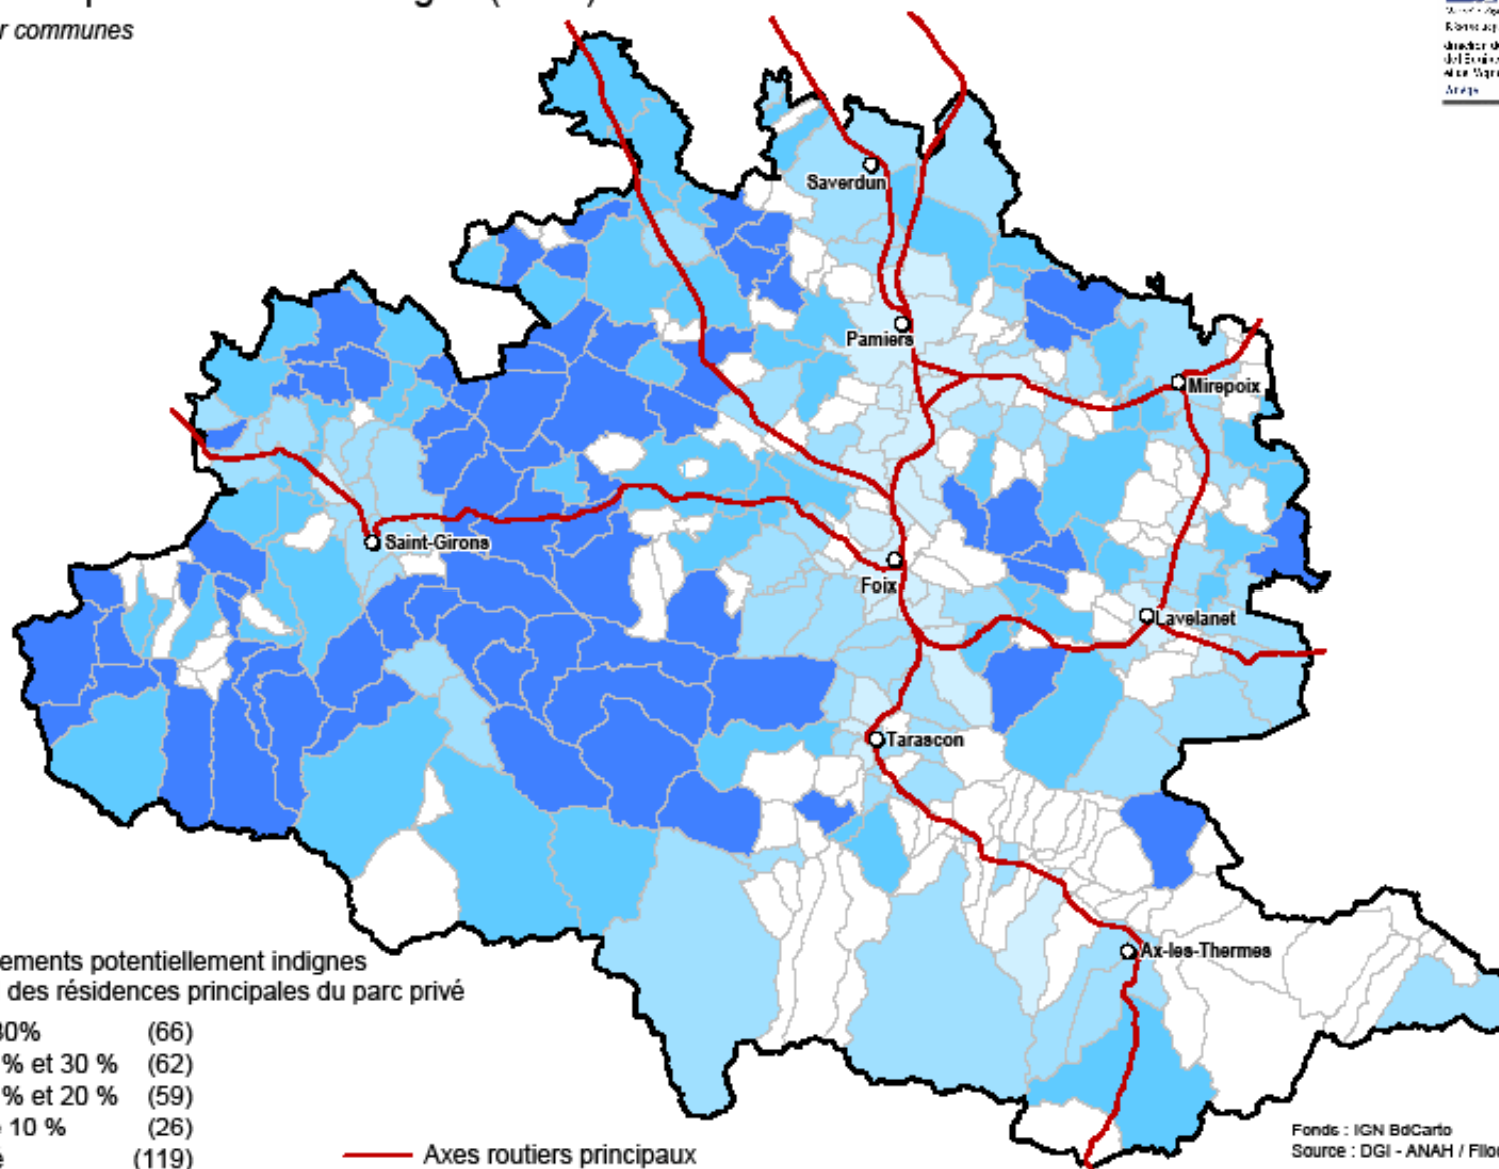 r communes
Saverdun
Pamiers
Mirepoix
Saint-Girons
Foix
Lavelanet
Tarascon
Ax-les-Thermes
ements potentiellement indignes
des résidences principales du parc privé
30% (66)
% et 30 % (62)
% et 20 % (59)
10 % (26)
(119)
Axes routiers principaux
Fonds : IGN BdCarto
Source : DGI - ANAH / Filo